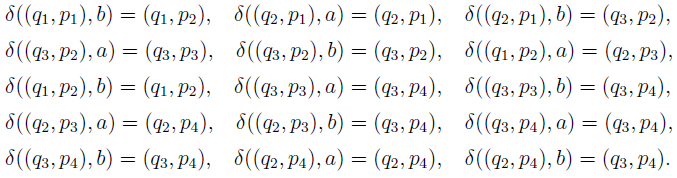 δ((q₁, p₁), b) = (q₁, p₂), δ((q₂, p₁), a) = (q₂, p₁), δ((q₂, p₁), b) = (q₃, p₂),
δ((q₃, p₂), a) = (q₃, p₃), δ((q₃, p₂), b) = (q₃, p₂), δ((q₁, p₂), a) = (q₂, p₃),
δ((q₁, p₂), b) = (q₁, p₂), δ((q₃, p₃), a) = (q₃, p₄), δ((q₃, p₃), b) = (q₃, p₄),
δ((q₂, p₃), a) = (q₂, p₄), δ((q₂, p₃), b) = (q₃, p₄), δ((q₃, p₄), a) = (q₃, p₄),
δ((q₃, p₄), b) = (q₃, p₄), δ((q₂, p₄), a) = (q₂, p₄), δ((q₂, p₄), b) = (q₃, p₄).